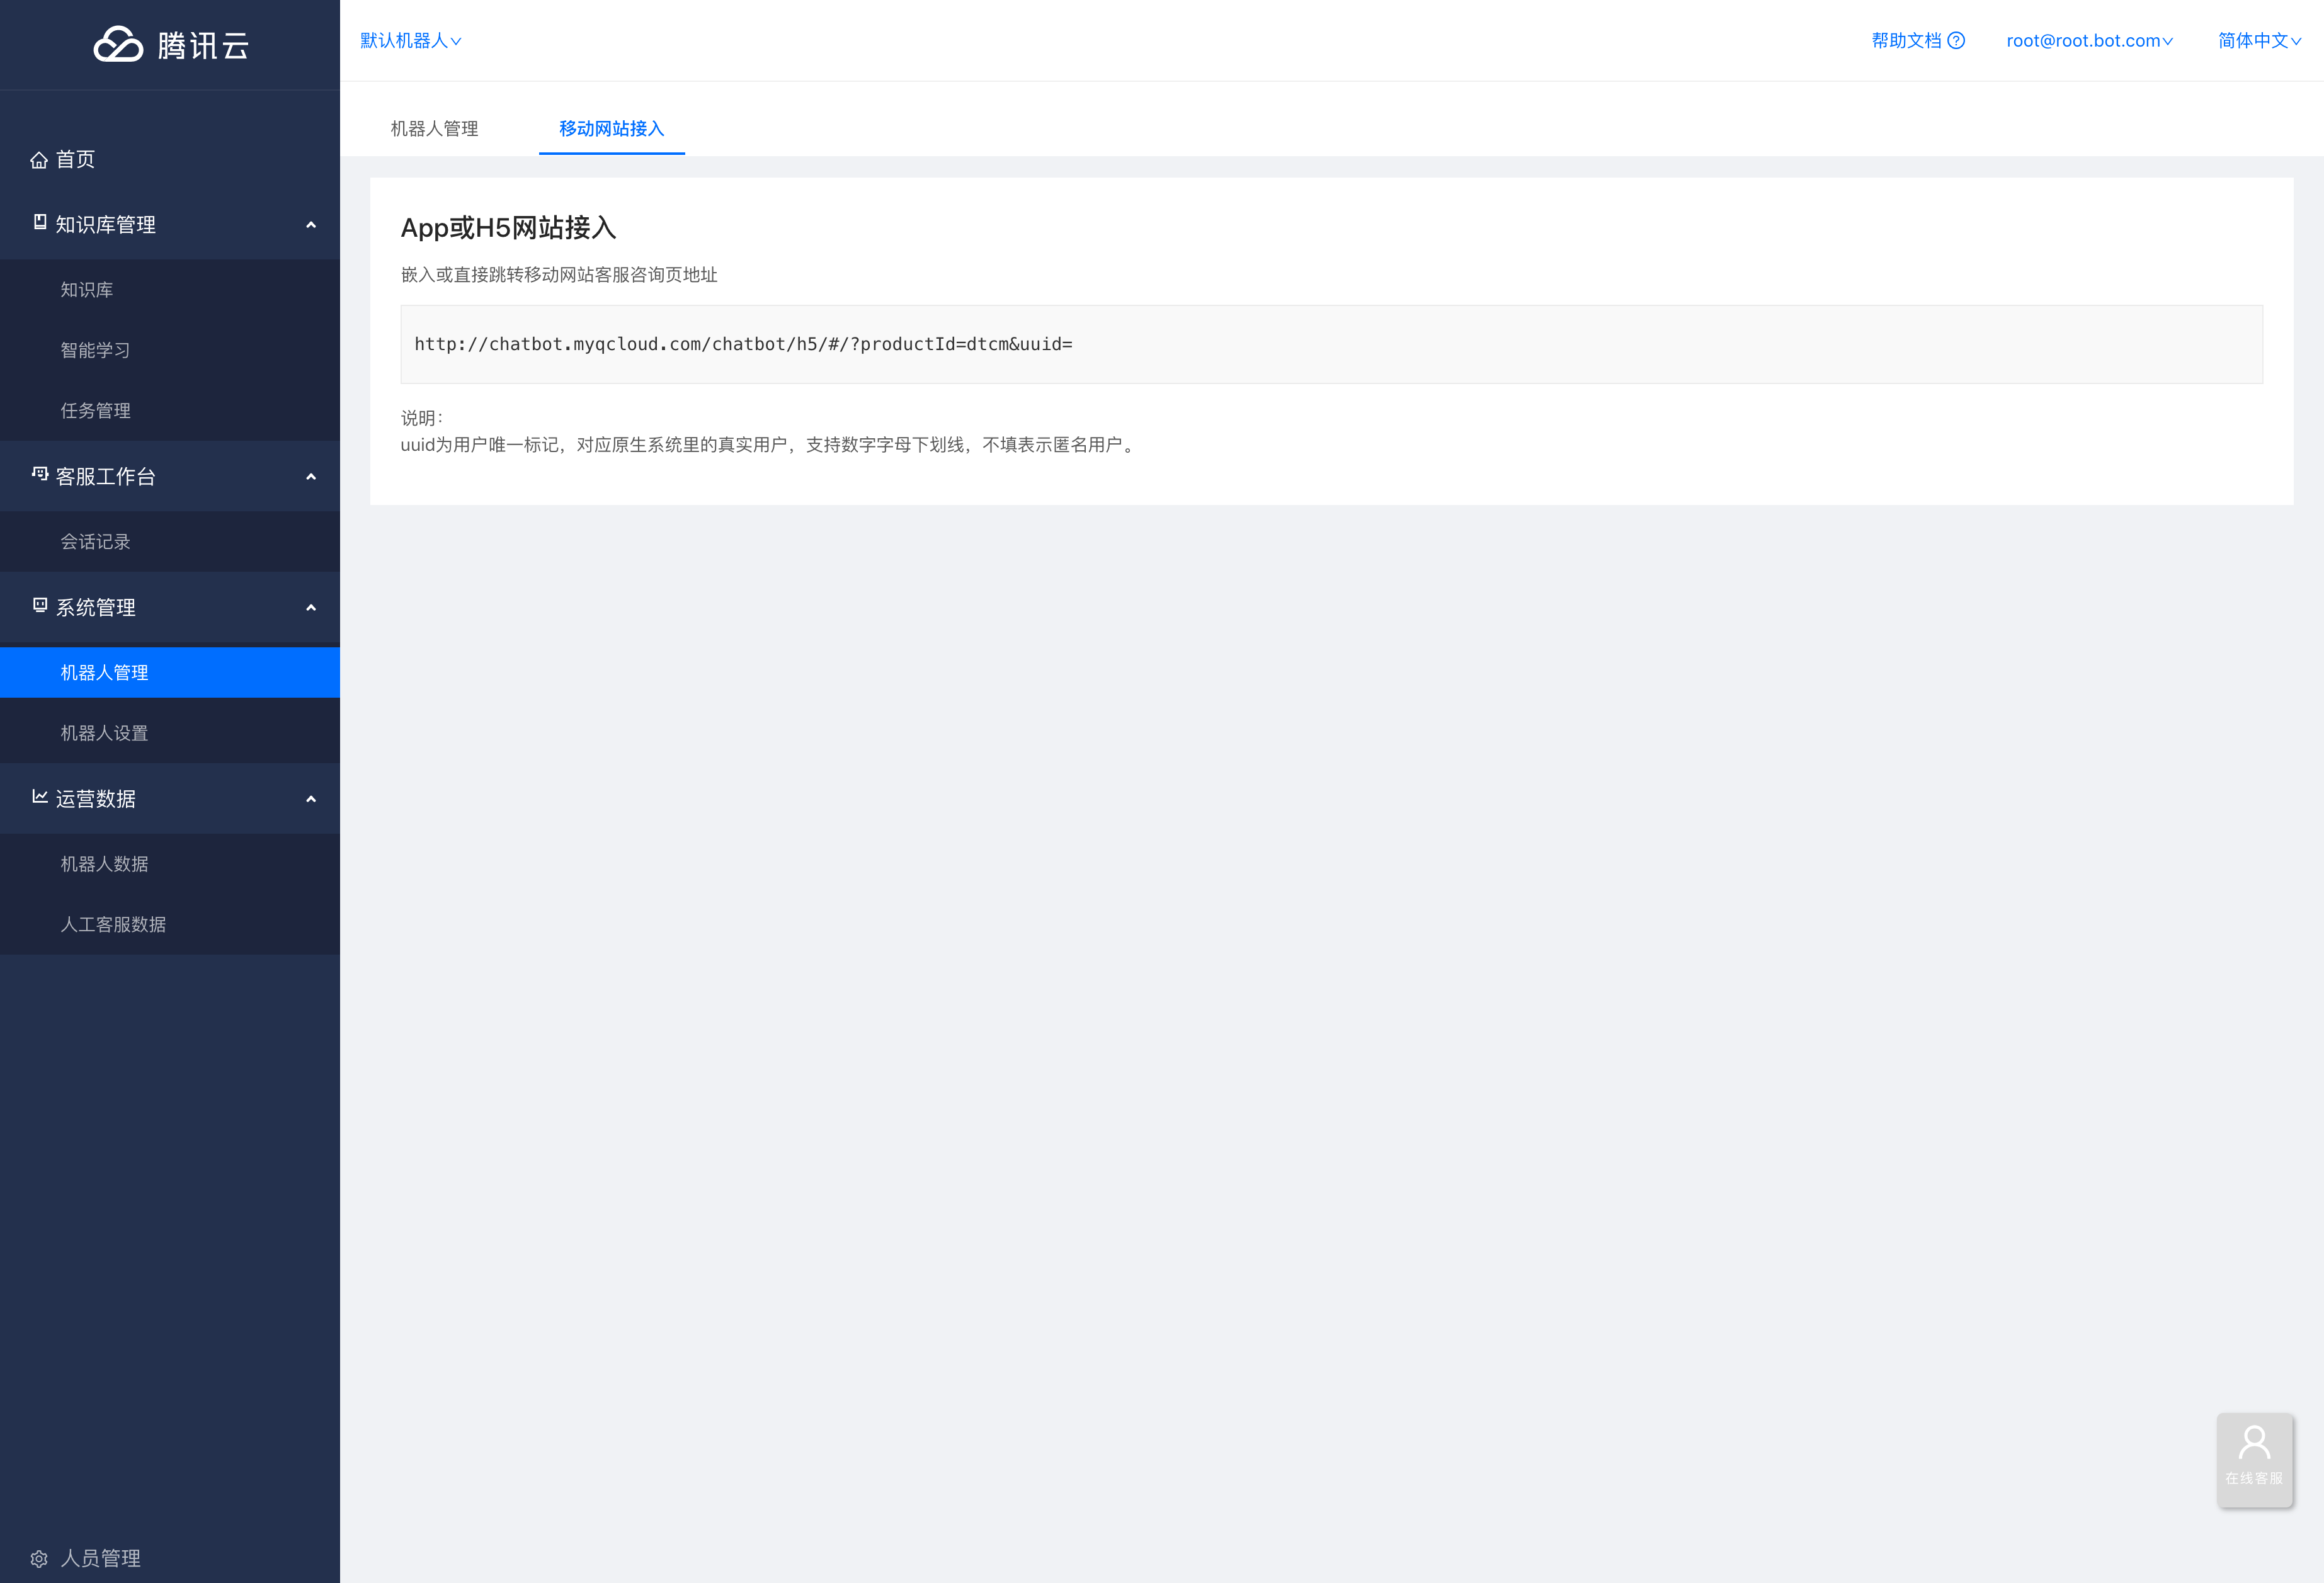 腾讯云
默认机器人
帮助文档
root@root.bot.com
简体中文
首页
知识库管理
知识库
智能学习
任务管理
客服工作台
会话记录
系统管理
机器人管理
机器人设置
运营数据
机器人数据
人工客服数据
人员管理
机器人管理
移动网站接入
App或H5网站接入
嵌入或直接跳转移动网站客服咨询页地址
http://chatbot.myqcloud.com/chatbot/h5/#/?productId=dtcm&uuid=
说明：
uuid为用户唯一标记，对应原生系统里的真实用户，支持数字字母下划线，不填表示匿名用户。
在线客服